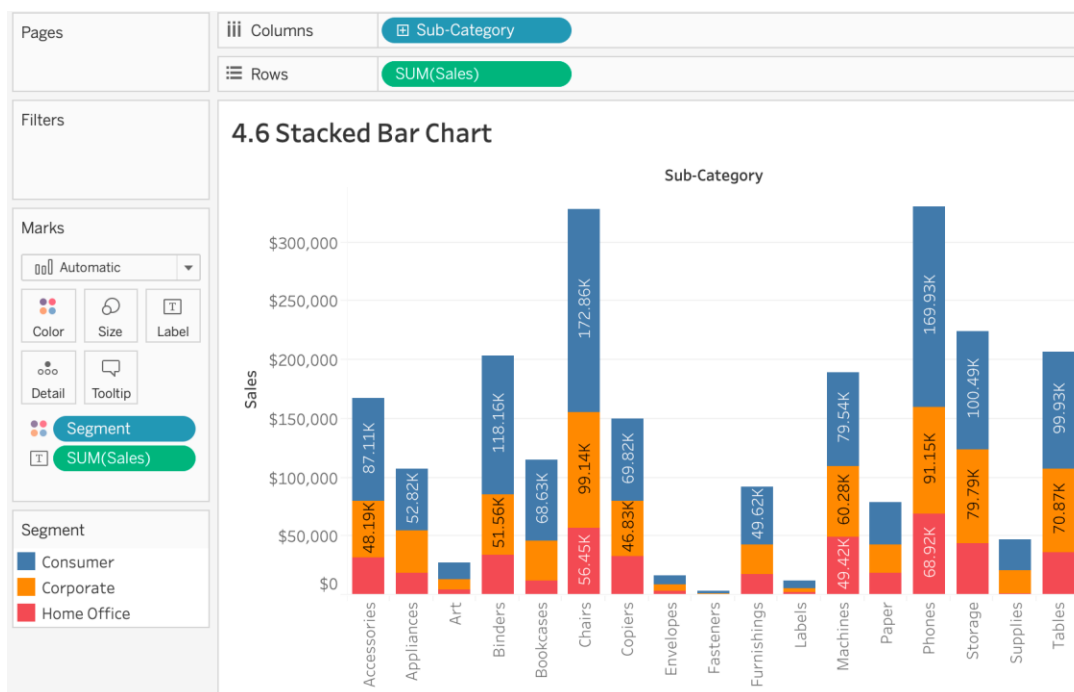 Pages
Columns
Sub-Category
Rows
SUM(Sales)
Filters
4.6 Stacked Bar Chart
Sub-Category
Marks
Automatic
Color
Size
T
Label
Detail
Tooltip
Segment
T
SUM(Sales)
Segment
Consumer
Corporate
Home Office
Sales
$300,000
$250,000
$200,000
$150,000
$100,000
$50,000
$0
87.11K
48.19K
52.82K
118.16K
51.56K
68.63K
172.86K
99.14K
56.45K
69.82K
46.83K
49.62K
79.54K
60.28K
49.42K
169.93K
91.15K
68.92K
100.49K
79.79K
99.93K
70.87K
Accessories
Appliances
Art
Binders
Bookcases
Chairs
Copiers
Envelopes
Fasteners
Furnishings
Labels
Machines
Paper
Phones
Storage
Supplies
Tables